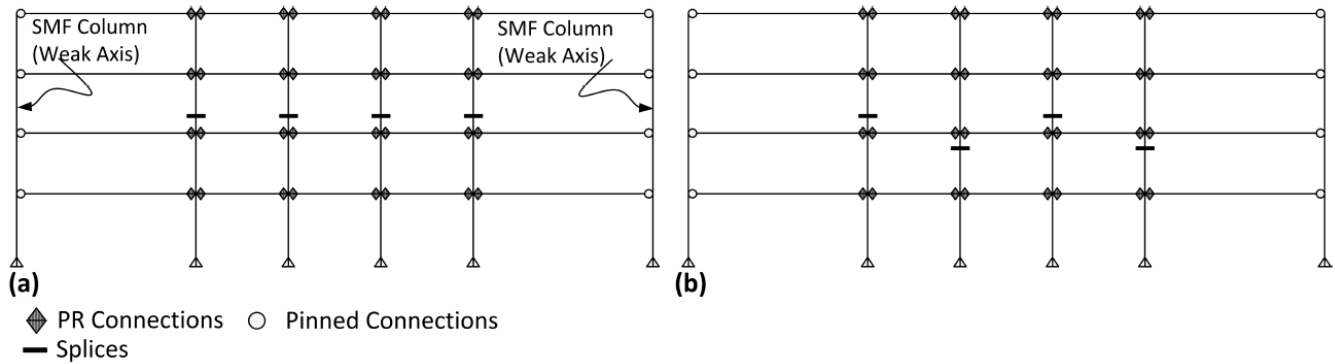 SMF Column
(Weak Axis)
SMF Column
(Weak Axis)
(a)
(b)
PR Connections
Pinned Connections
Splices